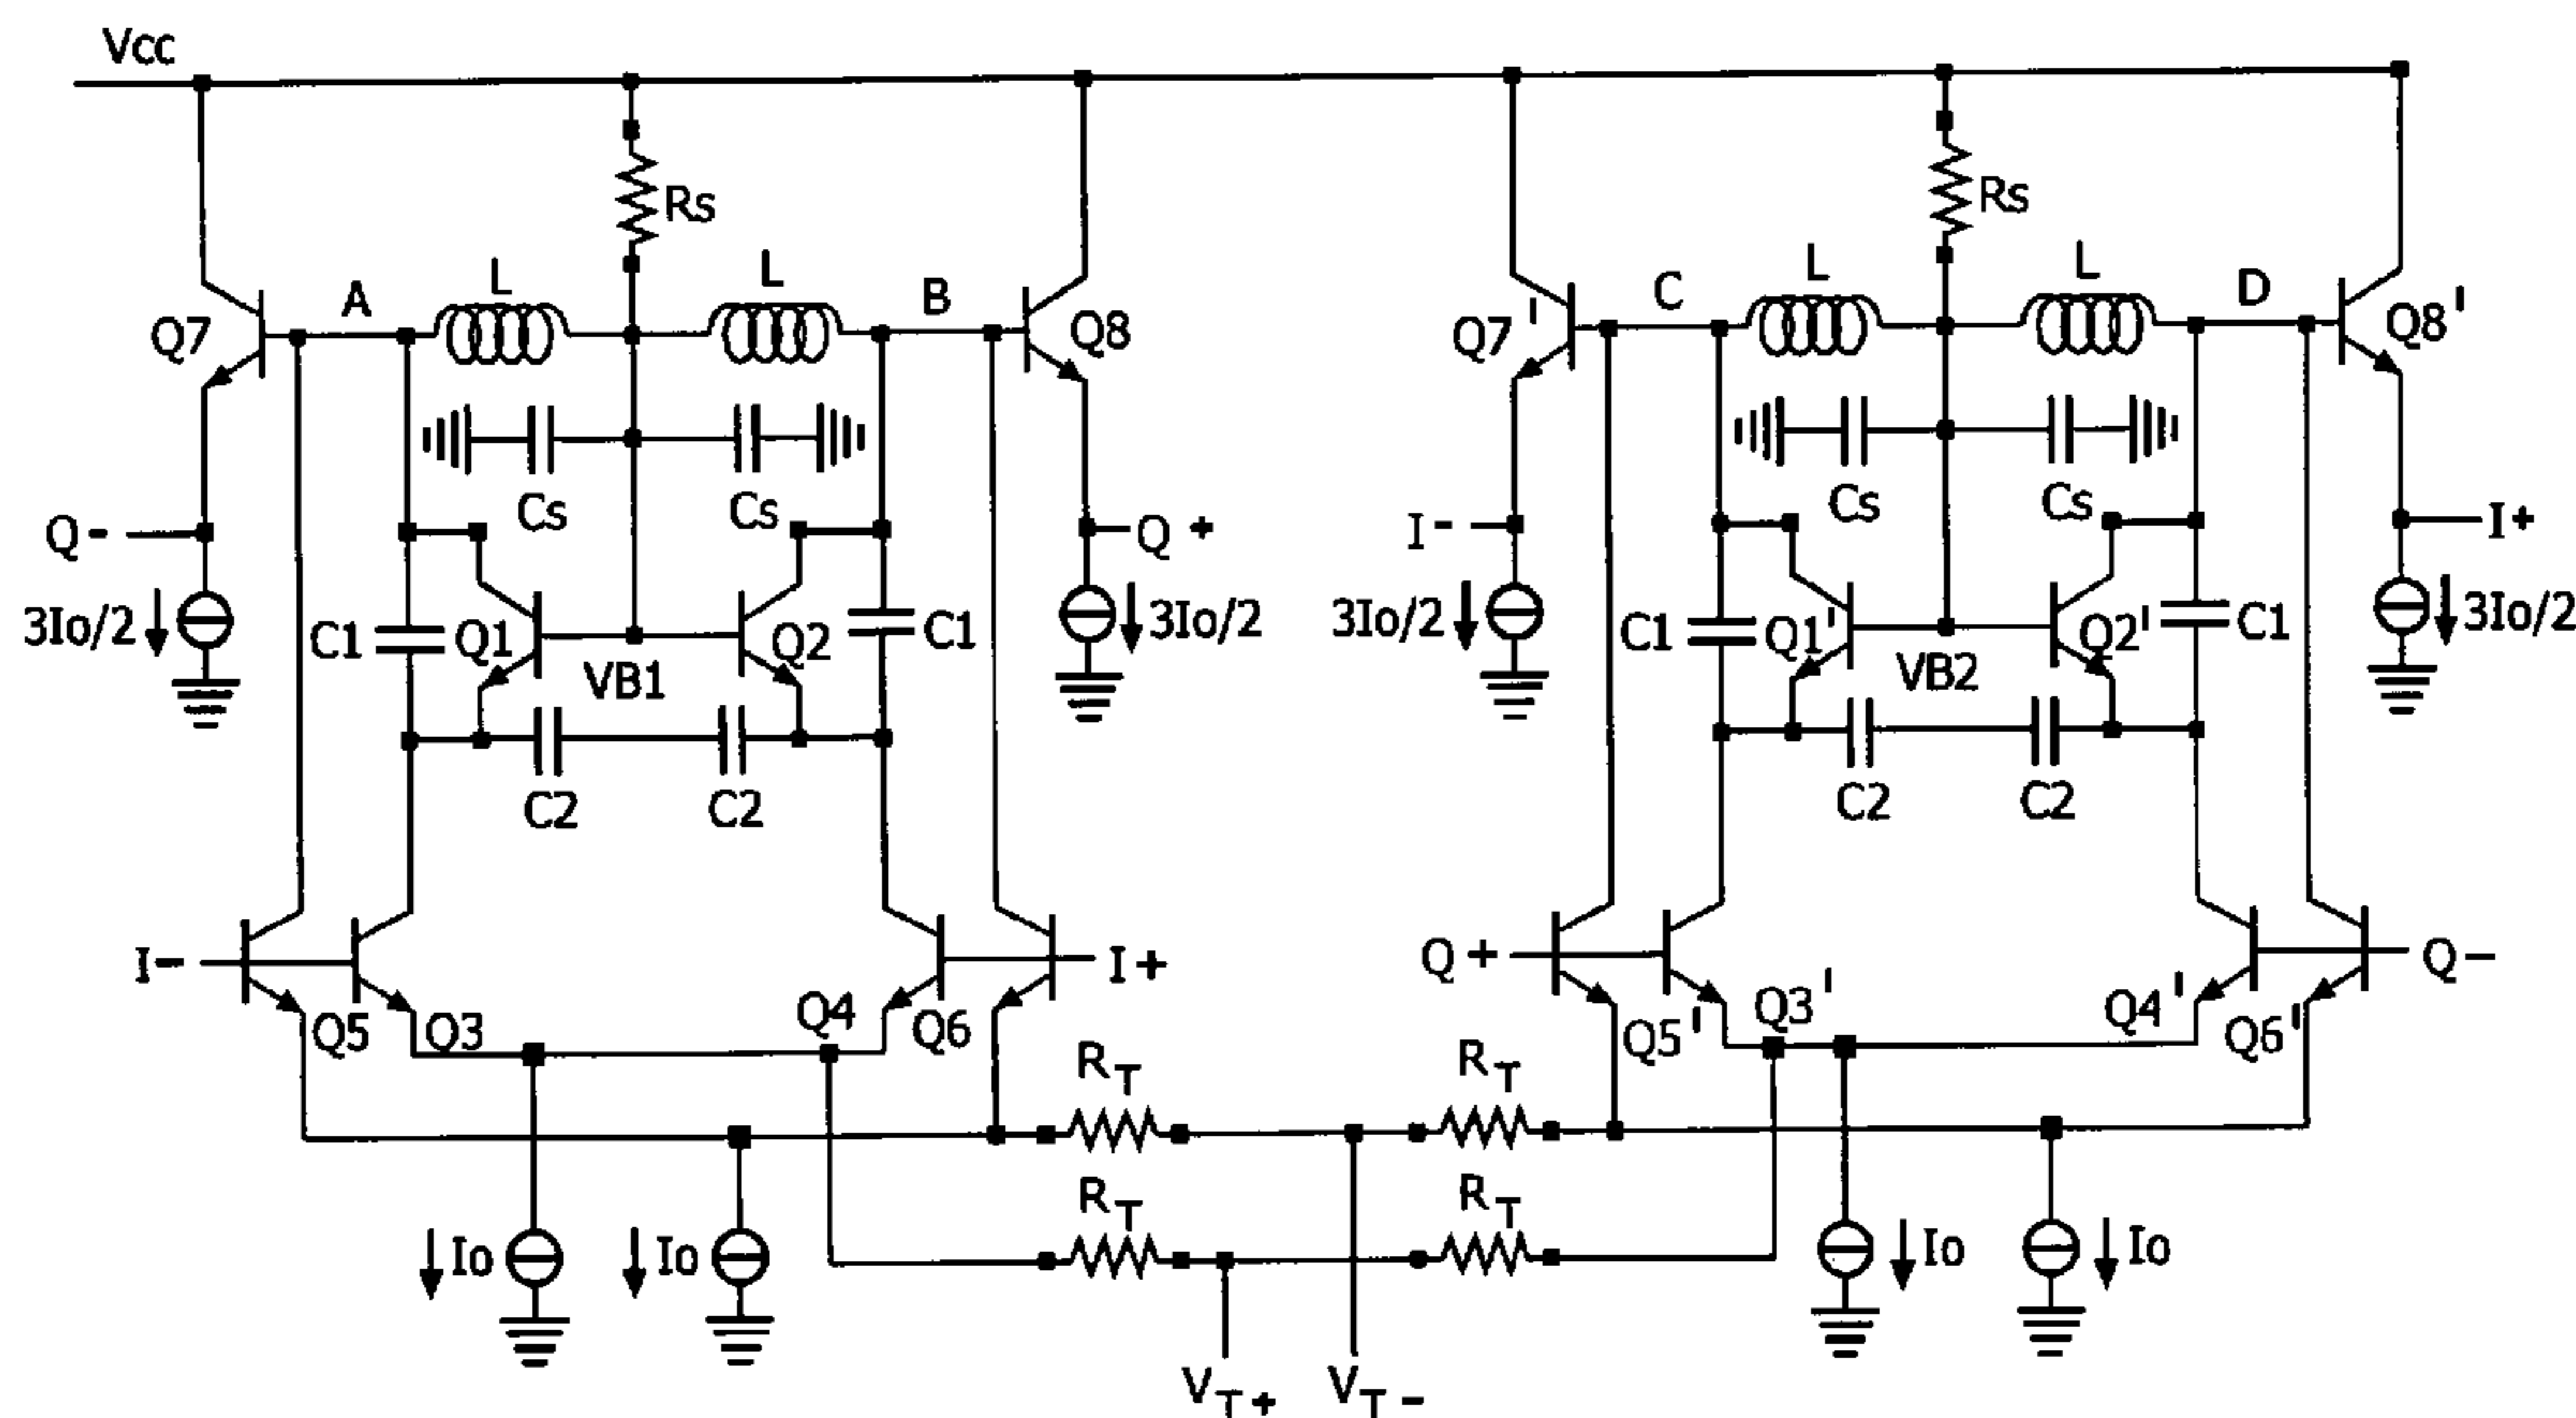 Vcc
Rs
Rs
A
L
L
B
C
L
L
D
Q7
Q8
Q7'
Q8'
Cs
Cs
Cs
Cs
Q-
Q +
I-
I+
3Io/2
C1
Q1
Q2
C1
3Io/2
3Io/2
C1
Q1'
Q2'
C1
3Io/2
VB1
VB2
C2
C2
C2
C2
I-
I+
Q+
Q-
Q5
Q3
Q4
Q6
Q5'
Q3'
Q4'
Q6'
RT
RT
RT
RT
Io
Io
Io
Io
VT+
VT-